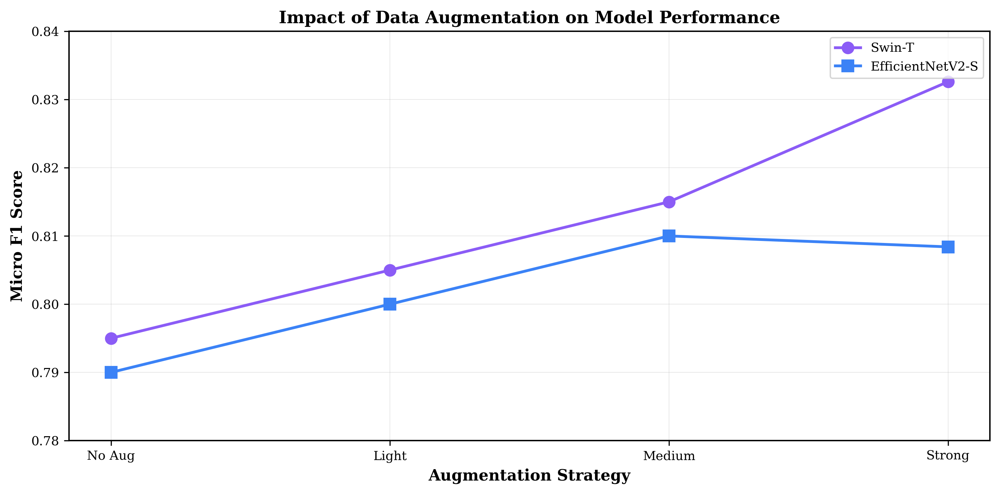 Impact of Data Augmentation on Model Performance
0.84
0.83
0.82
0.81
0.80
0.79
0.78
Micro F1 Score
Swin-T
EfficientNetV2-S
No Aug
Light
Medium
Strong
Augmentation Strategy